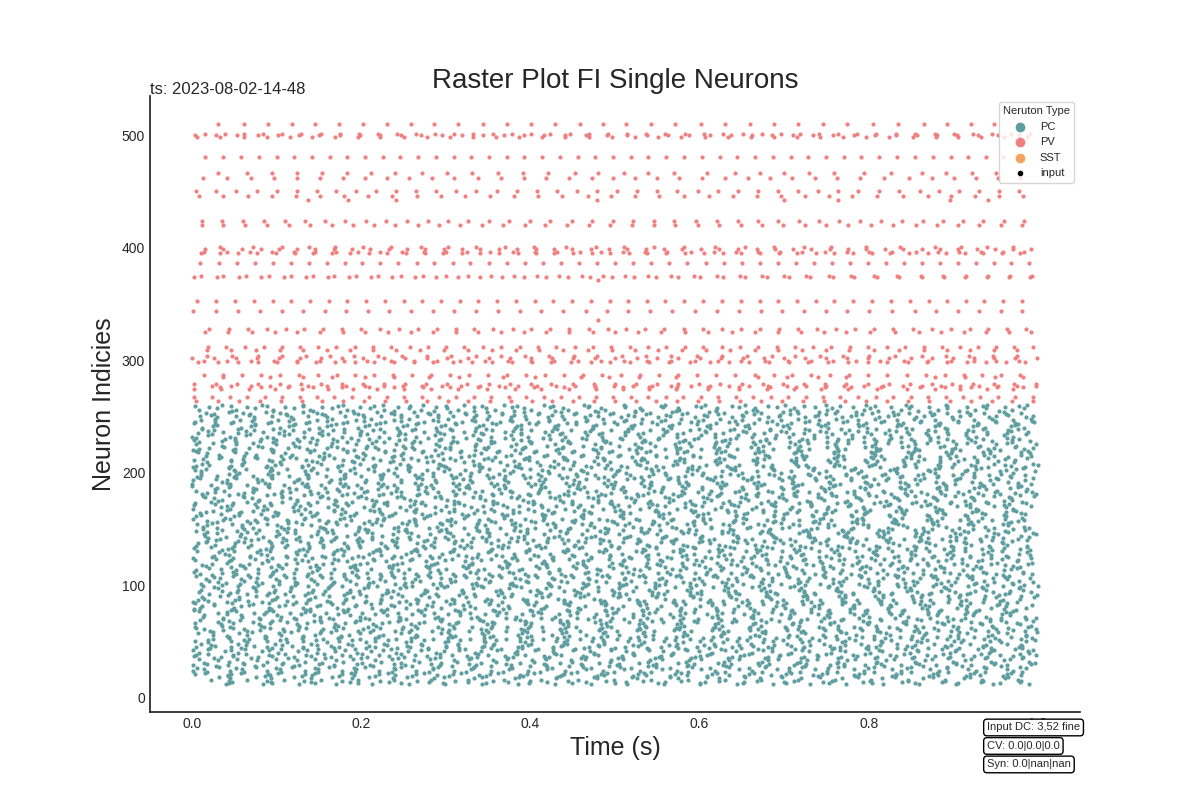 Raster Plot FI Single Neurons
ts: 2023-08-02-14-48
Neruton Type
PC
PV
SST
input
Neuron Indicies
500
400
300
200
100
0
0.0
0.2
0.4
0.6
0.8
Time (s)
Input DC: 3,52 fine
CV: 0.0|0.0|0.0
Syn: 0.0|nan|nan